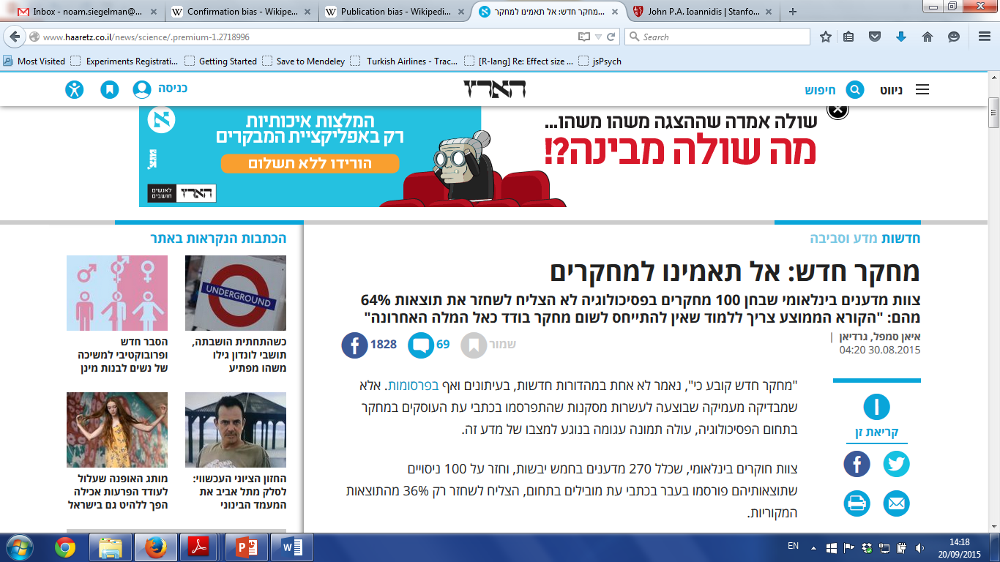 Inbox - noam.siegelman@...
Confirmation bias - Wikipe...
Publication bias - Wikipedi...
מחקר חדש: אל תאמינו למחקר...
John P.A. Ioannidis | Stanfo...
www.haaretz.co.il/news/science/.premium-1.2718996
Search
Most Visited
Experiments Registrati...
Getting Started
Save to Mendeley
Turkish Airlines - Trac...
[R-lang] Re: Effect size ...
jsPsych
ניווט
חיפוש
הארץ
כניסה
שולה אמדה שההצגה משהו משהו...
מה שולה מבינה?!
המלצות איכותיות
רק באפליקציית המבקרים
הורידו ללא תשלום
הארץ
לאנשים
חושבים
חדשות מדע וסביבה
מחקר חדש: אל תאמינו למחקרים
צוות מדענים בינלאומי שבחן 100 מחקרים בפסיכולוגיה לא הצליח לשחזר את תוצאות 64%
מהם: "הקורא הממוצע צריך ללמוד שאין להתייחס לשום מחקר בודד כאל המלה האחרונה"
איאן סמפל, גרדיאן |
30.08.2015 04:20
שמור
69
1828
קריאת זן
"מחקר חדש קובע כי", נאמר לא אחת במהדורות חדשות, בעיתונים ואף בפרסומות. אלא
שמבדיקה מעמיקה שבוצעה לעשרות מסקנות שהתפרסמו בכתבי עת העוסקים במחקר
בתחום הפסיכולוגיה, עולה תמונה עגומה בנוגע למצבו של מדע זה.
צוות חוקרים בינלאומי, שכלל 270 מדענים בחמש יבשות, וחזר על 100 ניסויים
שתוצאותיהם פורסמו בעבר בכתבי עת מובילים בתחום, הצליח לשחזר רק 36% מהתוצאות
המקוריות.
הכתבות הנקראות באתר
UNDERGROUND
כשהתחתית הושבתה,
תושבי לונדון גילו
משהו מפתיע
הסבר חדש
ופרובוקטיבי למשיכה
של נשים לבנות מינן
החזון הציוני העכשווי:
לסלק מתל אביב את
המעמד הבינוני
מותג האופנה שעלול
לעודד הפרעות אכילה
הפך ללהיט גם בישראל
EN
14:18
20/09/2015